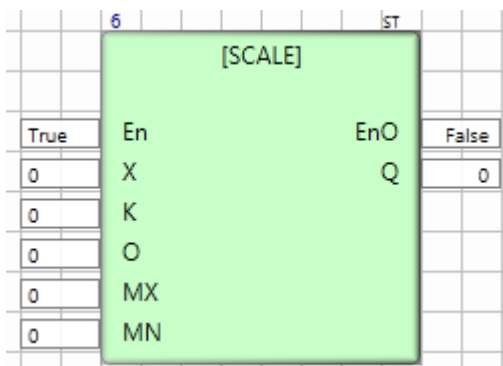 6 ST
[SCALE]
True En EnO False
0 X Q 0
0 K
0 O
0 MX
0 MN